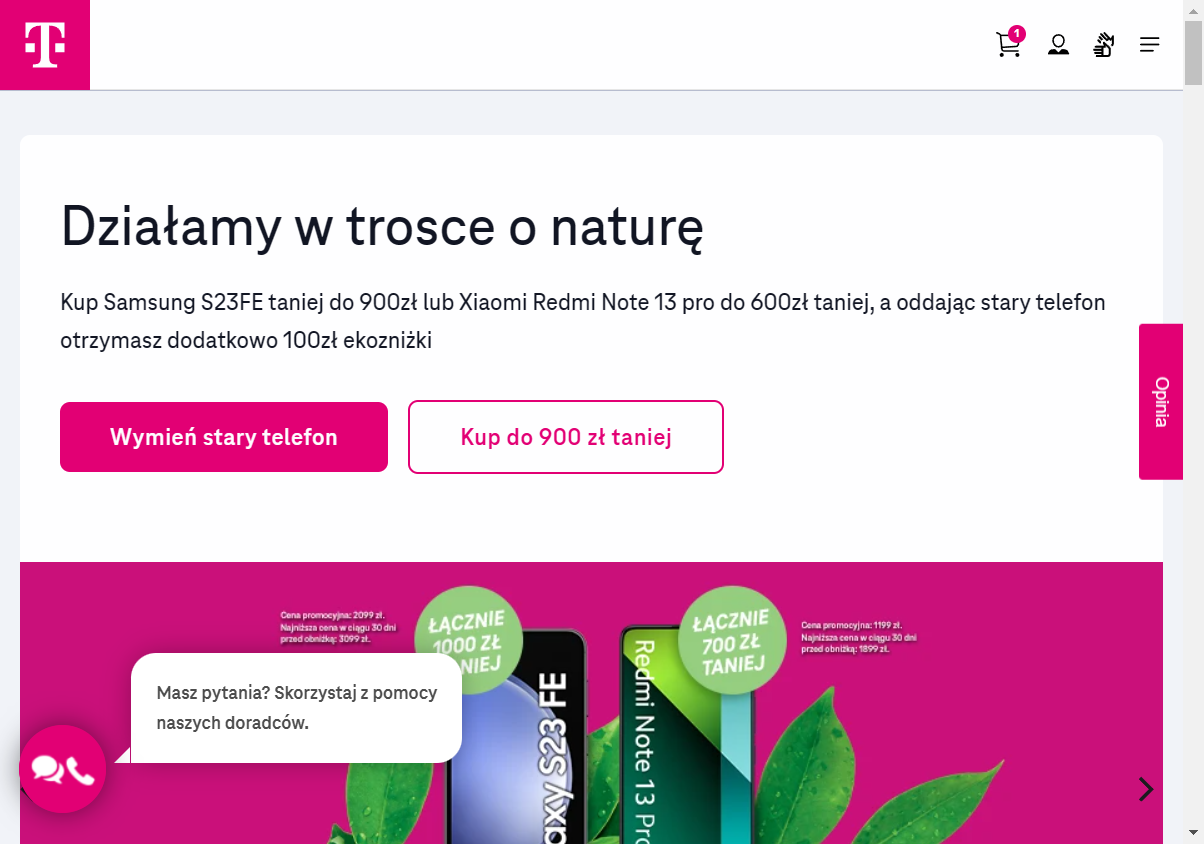 T
1
Działamy w trosce o naturę
Kup Samsung S23FE taniej do 900zł lub Xiaomi Redmi Note 13 pro do 600zł taniej, a oddając stary telefon
otrzymasz dodatkowo 100zł ekozniżki
Opinia
Wymień stary telefon
Kup do 900 zł taniej
Cena promocyjna: 2099 zł.
Najniższa cena w ciągu 30 dni
przed obniżką: 3099 zł.
ŁĄCZNIE
1000 ZŁ
ŁĄCZNIE
700 ZŁ
TANIEJ
Cena promocyjna: 1199 zł.
Najniższa cena w ciągu 30 dni
przed obniżką: 1899 zł.
S23 FE
Redmi Note 13 Pro
Masz pytania? Skorzystaj z pomocy
naszych doradców.